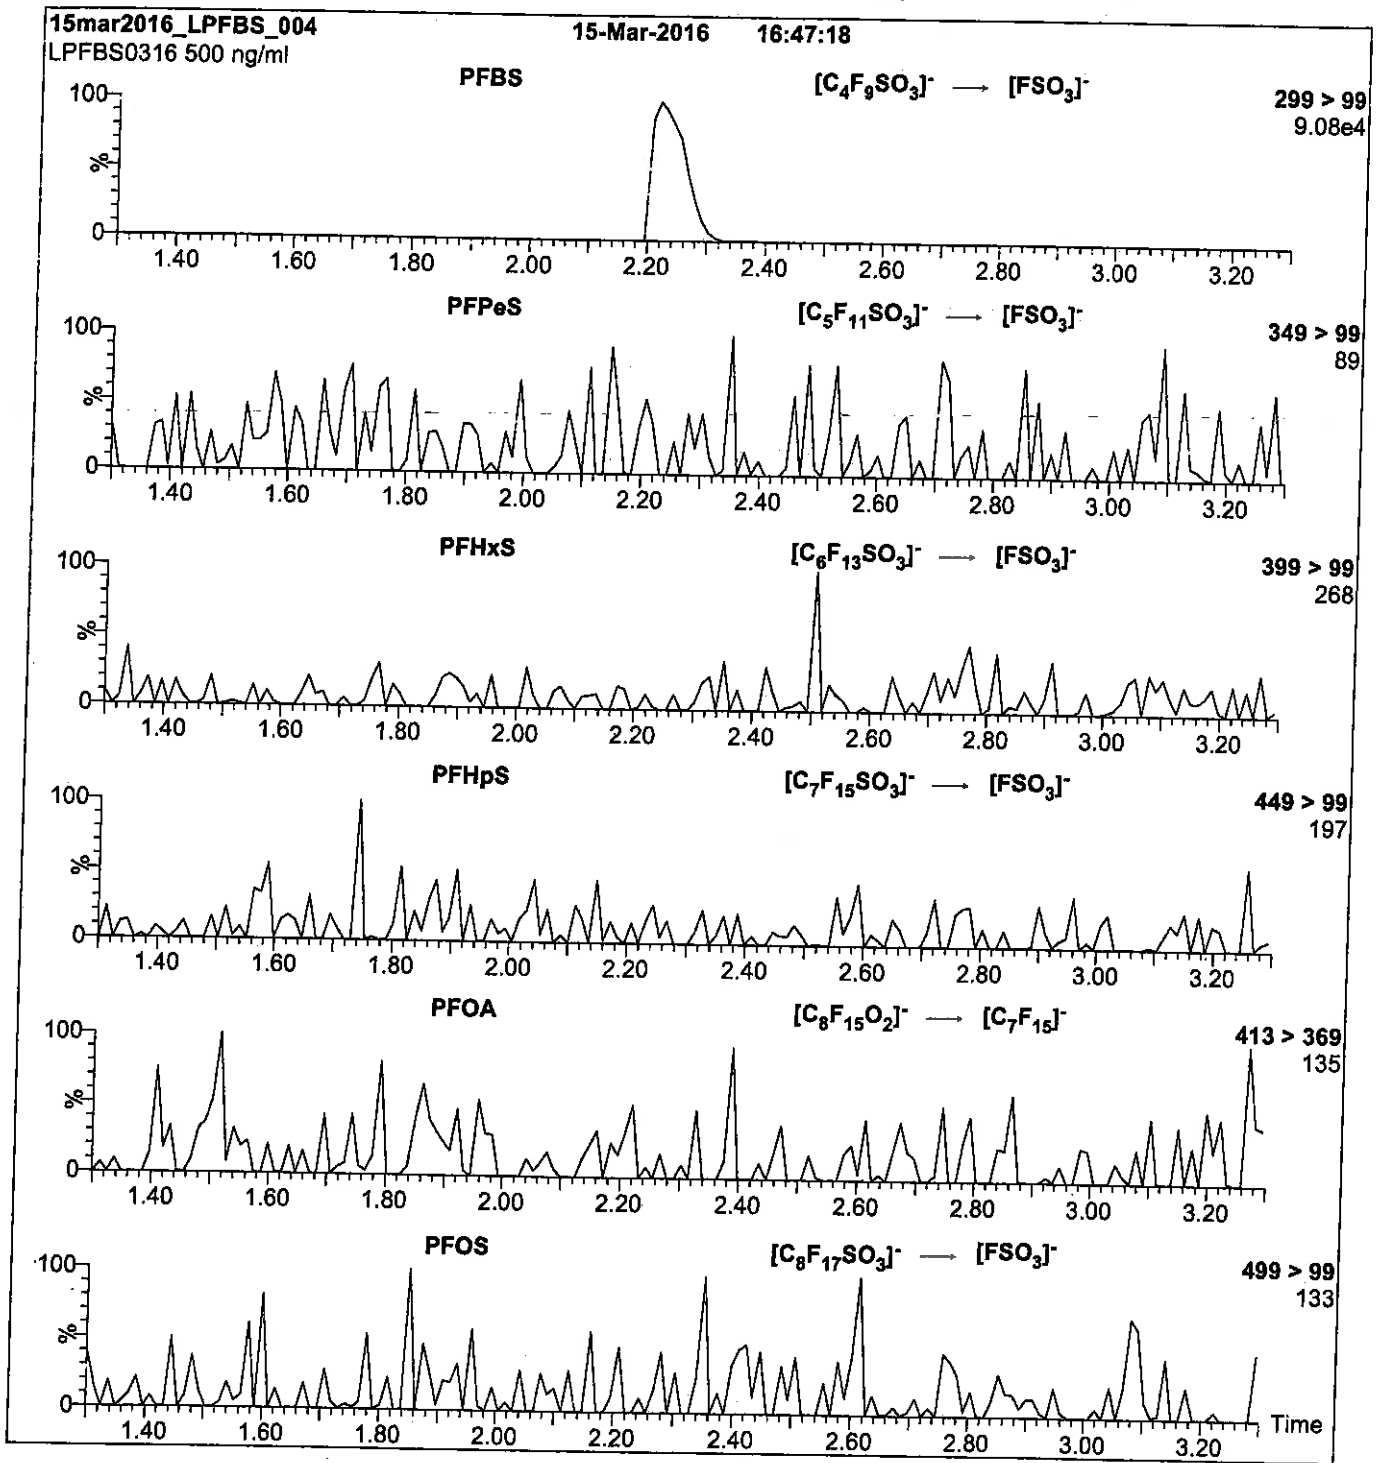 15mar2016_LPFBS_004 15-Mar-2016 16:47:18
LPFBS0316 500 ng/ml
PFBS [C4F9SO3]- → [FSO3]- 299 > 99
9.08e4
100
%
0
1.40 1.60 1.80 2.00 2.20 2.40 2.60 2.80 3.00 3.20
PFPeS [C5F11SO3]- → [FSO3]- 349 > 99
89
100
%
0
1.40 1.60 1.80 2.00 2.20 2.40 2.60 2.80 3.00 3.20
PFHxS [C6F13SO3]- → [FSO3]- 399 > 99
268
100
%
0
1.40 1.60 1.80 2.00 2.20 2.40 2.60 2.80 3.00 3.20
PFHpS [C7F15SO3]- → [FSO3]- 449 > 99
197
100
%
0
1.40 1.60 1.80 2.00 2.20 2.40 2.60 2.80 3.00 3.20
PFOA [C8F15O2]- → [C7F15]- 413 > 369
135
100
%
0
1.40 1.60 1.80 2.00 2.20 2.40 2.60 2.80 3.00 3.20
PFOS [C8F17SO3]- → [FSO3]- 499 > 99
133
100
%
0
1.40 1.60 1.80 2.00 2.20 2.40 2.60 2.80 3.00 3.20 Time